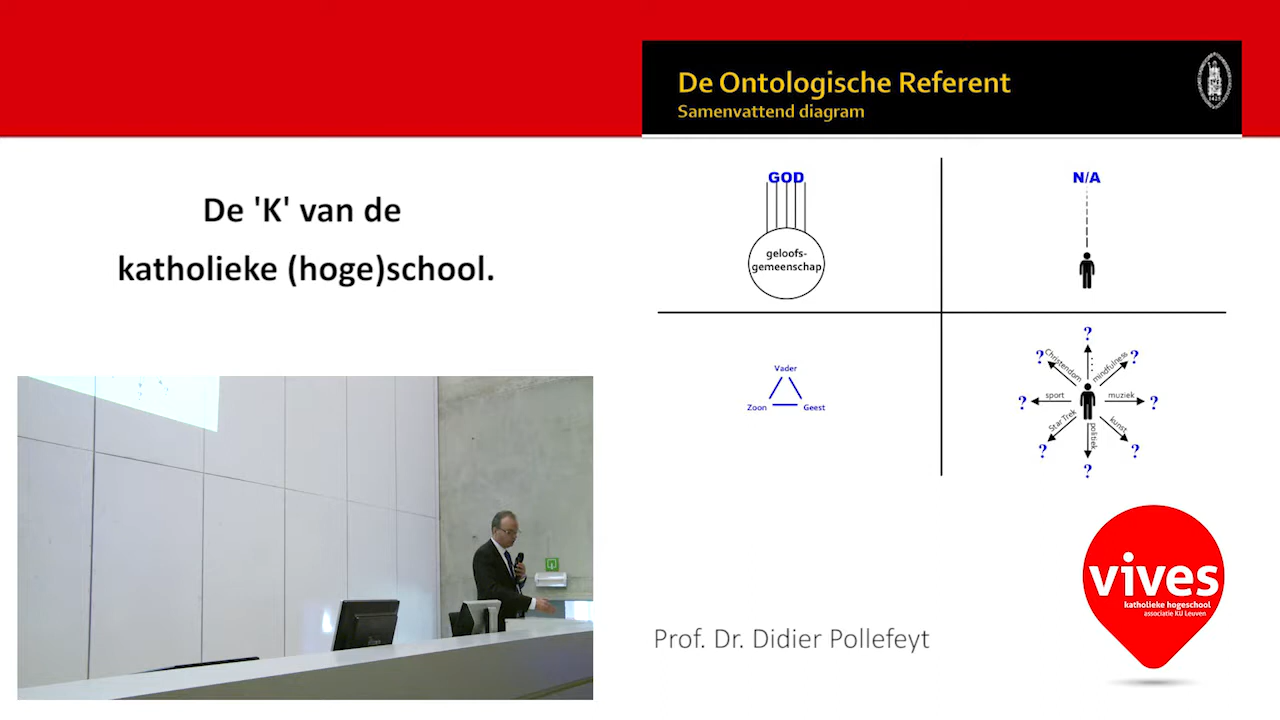 De Ontologische Referent
Samenvattend diagram
De 'K' van de
katholieke (hoge)school.
GOD
geloofs-
gemeenschap
N/A
Vader
Zoon
Geest
?
?
Christendom
...
mindfulness
?
?
sport
muziek
?
Star Trek
politiek
kunst
?
?
?
vives
katholieke hogeschool
associatie KU Leuven
Prof. Dr. Didier Pollefeyt